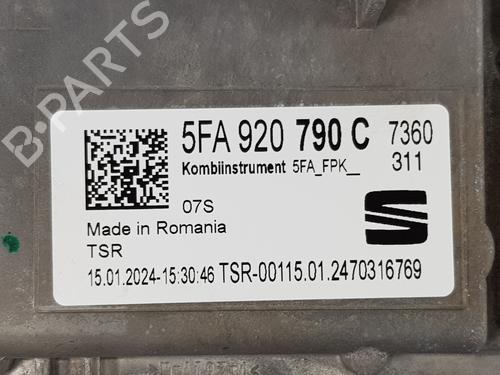 5FA 920 790 C 7360
Kombiinstrument 5FA_FPK__ 311
07S
Made in Romania
TSR
15.01.2024-15:30:46 TSR-00115.01.2470316769
B-PARTS